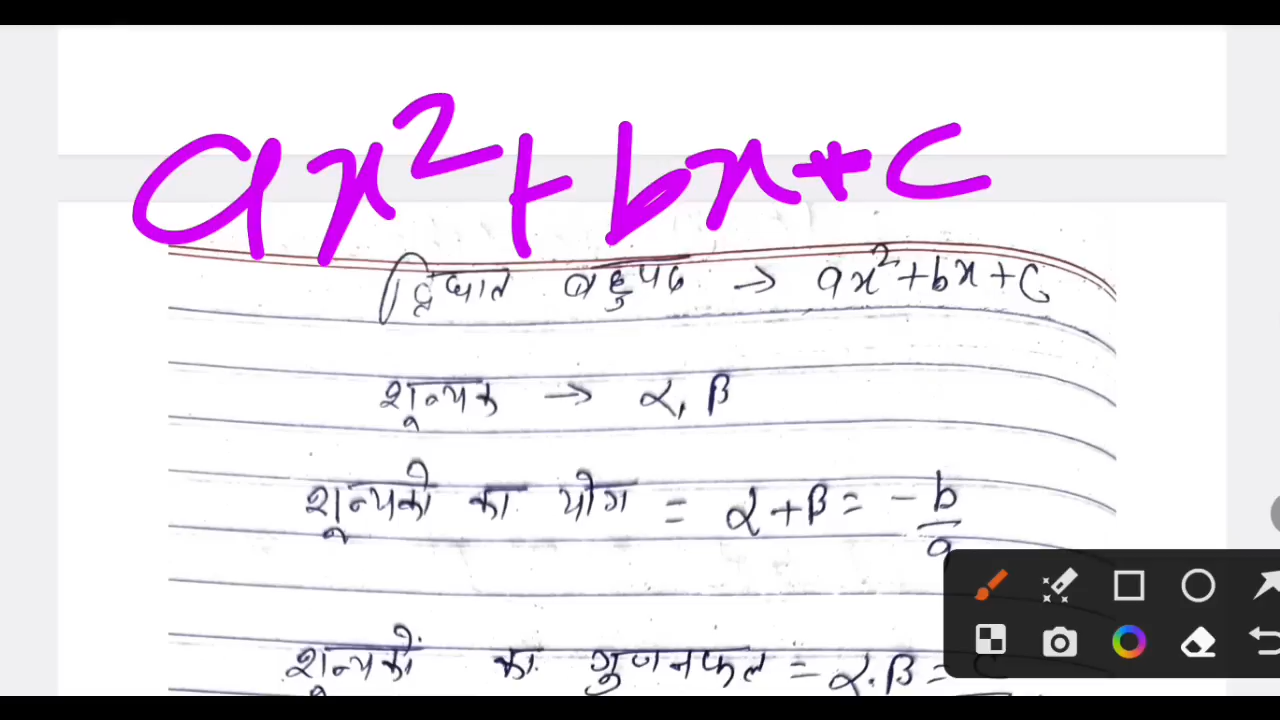 ax²+bx+c
द्विघात बहुपद → ax²+bx+c
शून्यक → α, β
शून्यको का योग = α+β = -b/a
शून्यको का गुणनफल = α.β = c